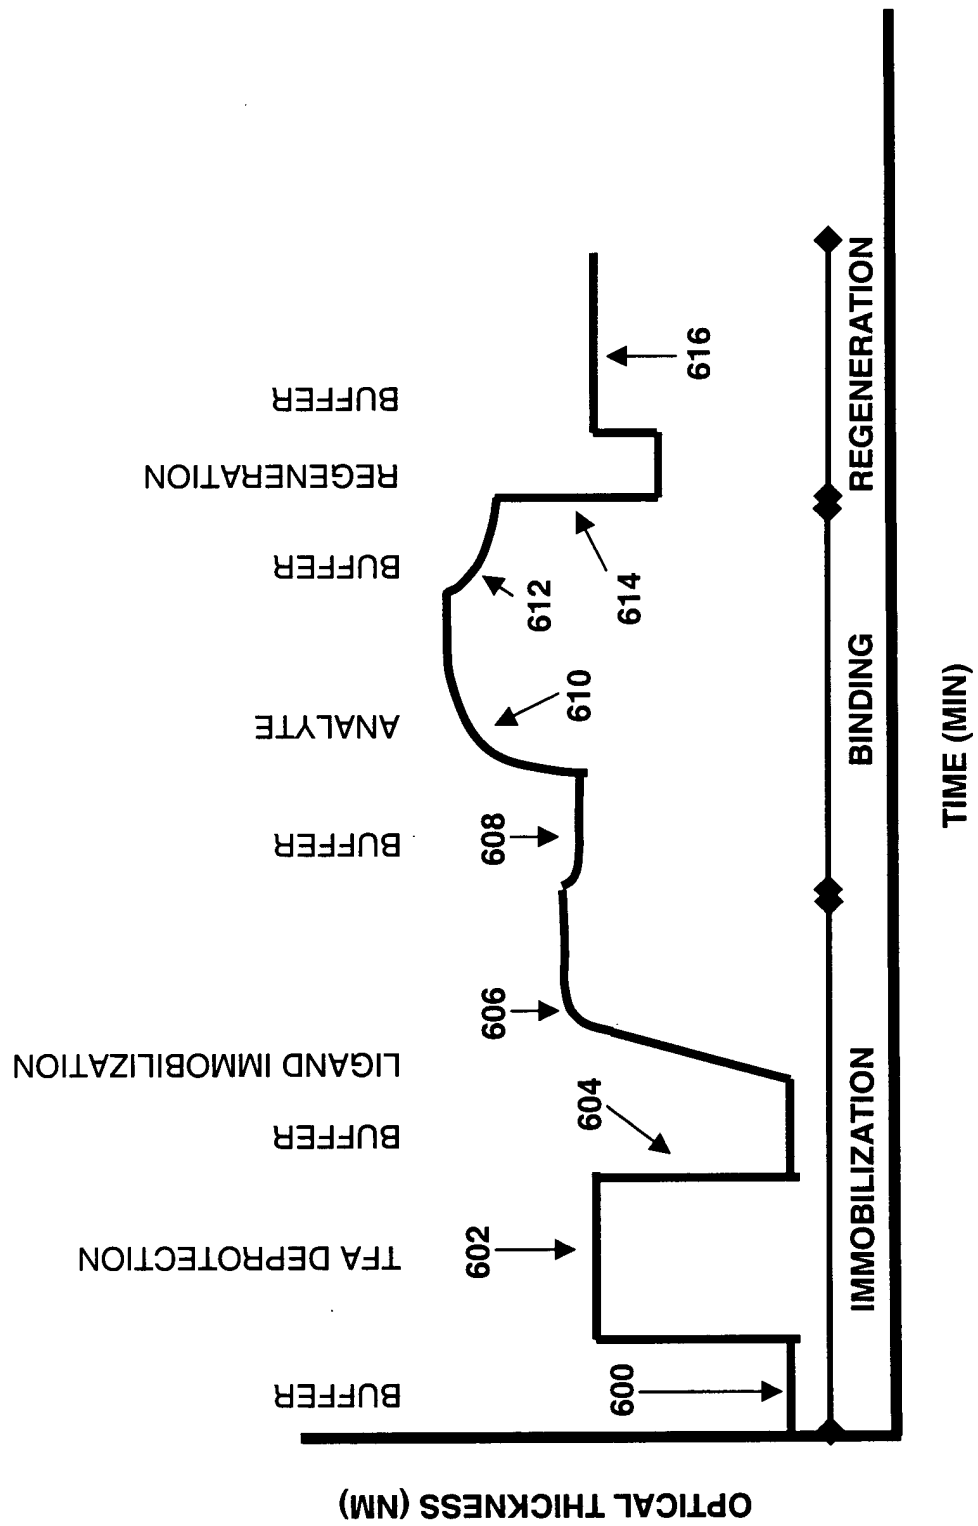 OPTICAL THICKNESS (NM)
BUFFER
TFA DEPROTECTION
BUFFER
LIGAND IMMOBILIZATION
BUFFER
ANALYTE
BUFFER
REGENERATION
BUFFER
600
602
604
606
608
610
612
614
616
IMMOBILIZATION
BINDING
REGENERATION
TIME (MIN)